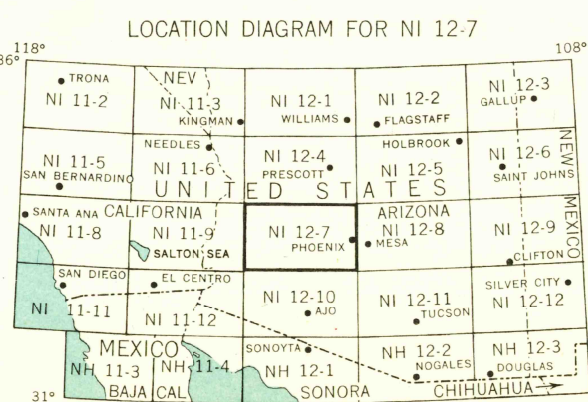 LOCATION DIAGRAM FOR NI 12-7
118°
108°
36°
TRONA
NI 11-2
NEV
NI 11-3
KINGMAN
NI 12-1
WILLIAMS
NI 12-2
FLAGSTAFF
NI 12-3
GALLUP
NI 11-5
SAN BERNARDINO
NEEDLES
NI 11-6
NI 12-4
PRESCOTT
HOLBROOK
NI 12-5
NI 12-6
SAINT JOHNS
NEW MEXICO
UNITED STATES
SANTA ANA
CALIFORNIA
NI 11-8
NI 11-9
SALTON SEA
NI 12-7
PHOENIX
ARIZONA
NI 12-8
MESA
NI 12-9
CLIFTON
SAN DIEGO
NI 11-11
EL CENTRO
NI 11-12
NI 12-10
AJO
NI 12-11
TUCSON
SILVER CITY
NI 12-12
MEXICO
NH 11-3
BAJA CAL
NH 11-4
SONOYTA
NH 12-1
SONORA
NH 12-2
NOGALES
NH 12-3
DOUGLAS
CHIHUAHUA
31°